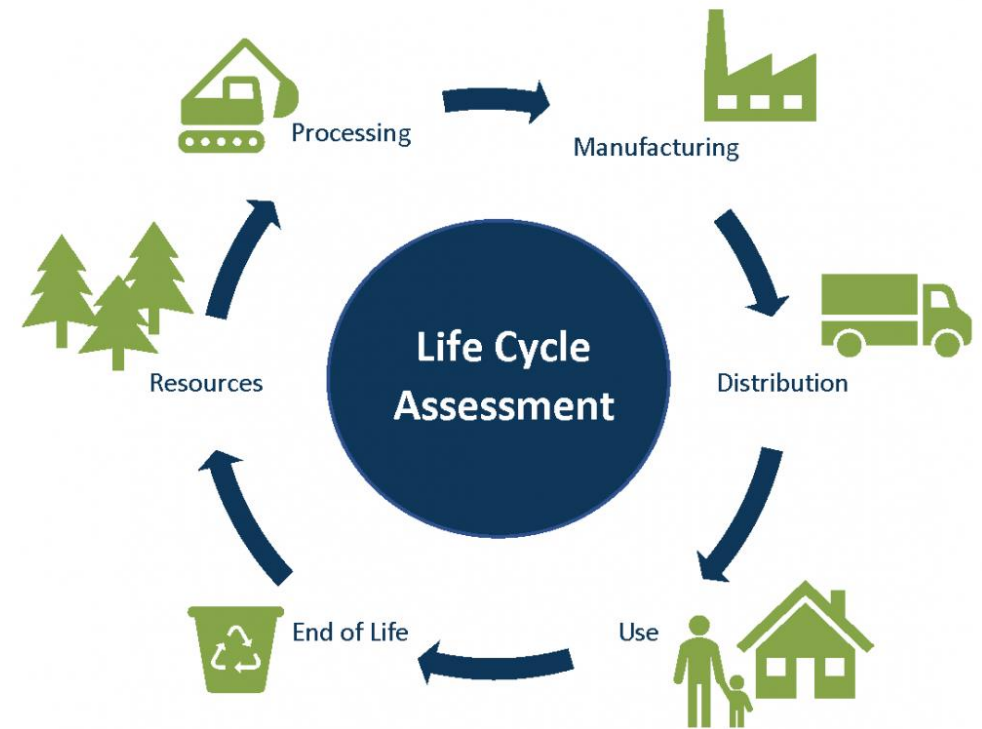 Processing
Manufacturing
Life Cycle
Assessment
Resources
Distribution
End of Life
Use